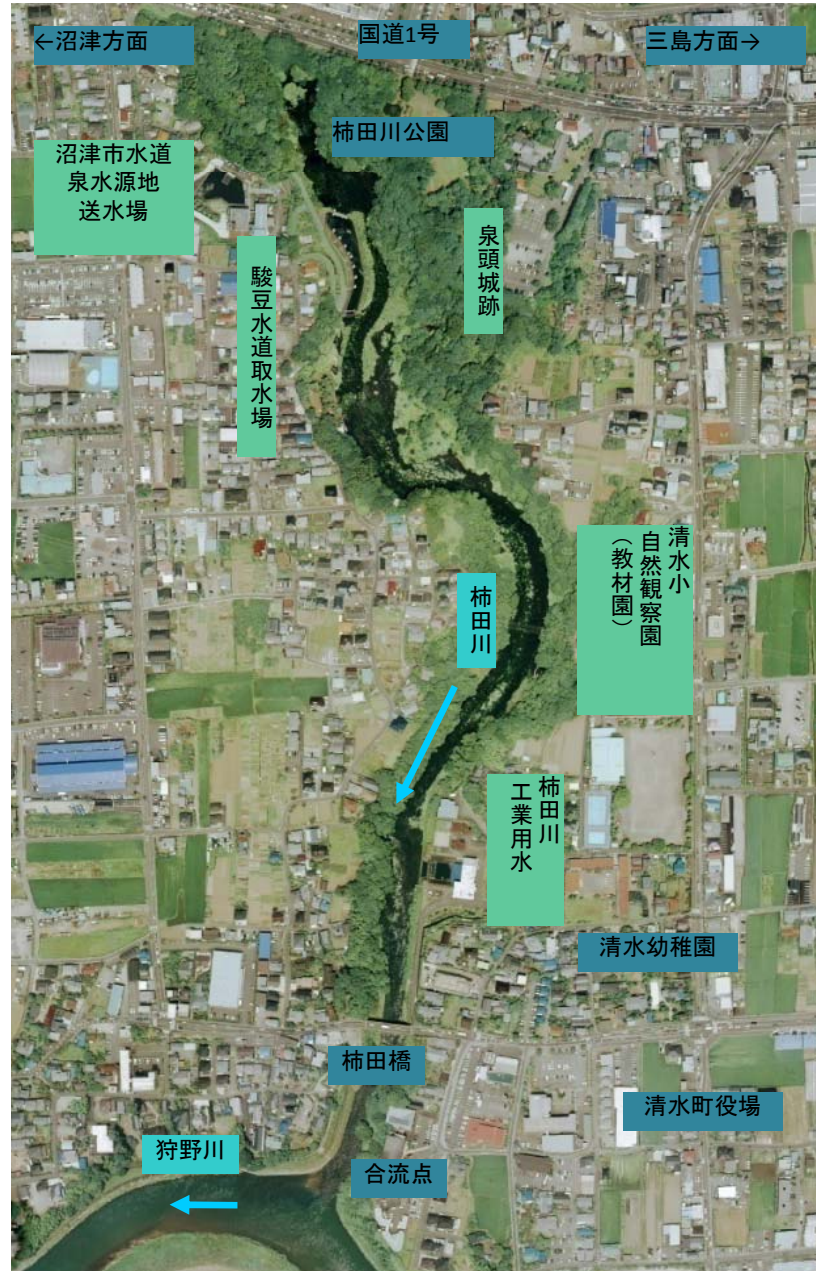 ←沼津方面
国道1号
三島方面→
柿田川公園
沼津市水道
泉水源地
送水場
泉頭城跡
駿豆水道取水場
清水小
自然観察園
（教材園）
柿田川
柿田川
工業用水
清水幼稚園
柿田橋
清水町役場
狩野川
合流点